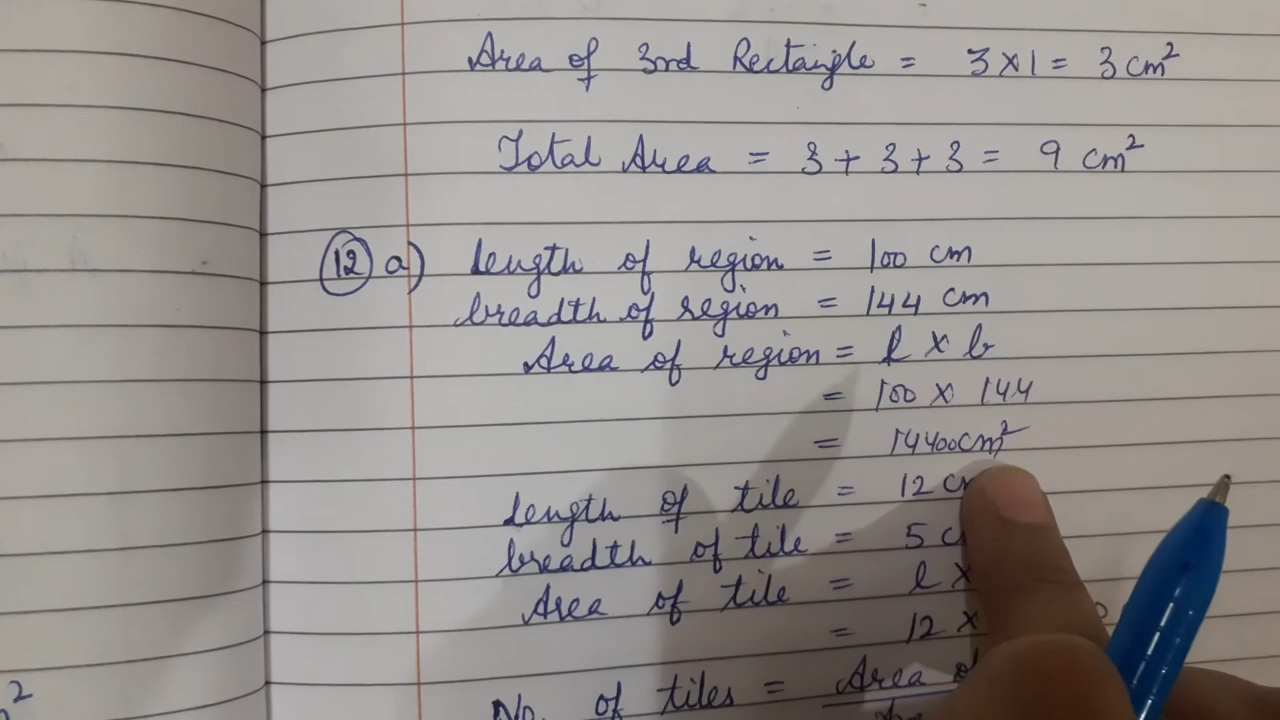 Area of 3rd Rectangle = 3 x 1 = 3 cm²
Total Area = 3 + 3 + 3 = 9 cm²
12 a) length of region = 100 cm
breadth of region = 144 cm
Area of region = l x b
= 100 x 144
= 14400cm²
length of tile = 12
breadth of tile = 5
Area of tile = l x
= 12 x
No. of tiles = Area
2